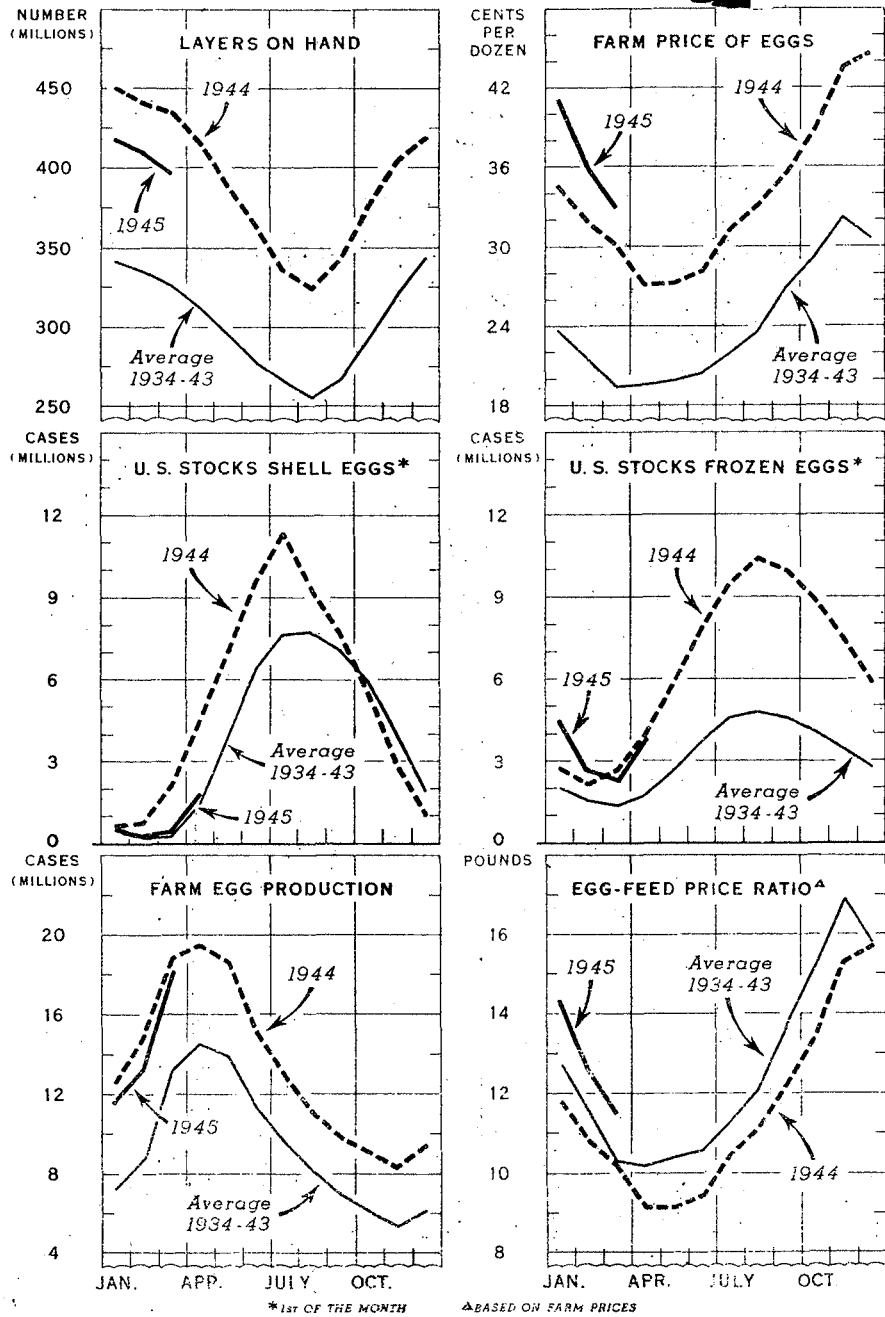 NUMBER
(MILLIONS)
LAYERS ON HAND
450
400
350
300
250
1944
1945
Average
1934-43
CENTS
PER
DOZEN
FARM PRICE OF EGGS
42
36
30
24
18
1944
1945
Average
1934-43
CASES
(MILLIONS)
U. S. STOCKS SHELL EGGS*
12
9
6
3
0
1944
Average
1934-43
1945
CASES
(MILLIONS)
U. S. STOCKS FROZEN EGGS*
12
9
6
3
0
1944
1945
Average
1934-43
CASES
(MILLIONS)
FARM EGG PRODUCTION
20
16
12
8
4
1944
1945
Average
1934-43
JAN. APR. JULY OCT.
POUNDS
EGG-FEED PRICE RATIO△
16
14
12
10
8
1945
Average
1934-43
1944
JAN. APR. JULY OCT.
*1ST OF THE MONTH △BASED ON FARM PRICES